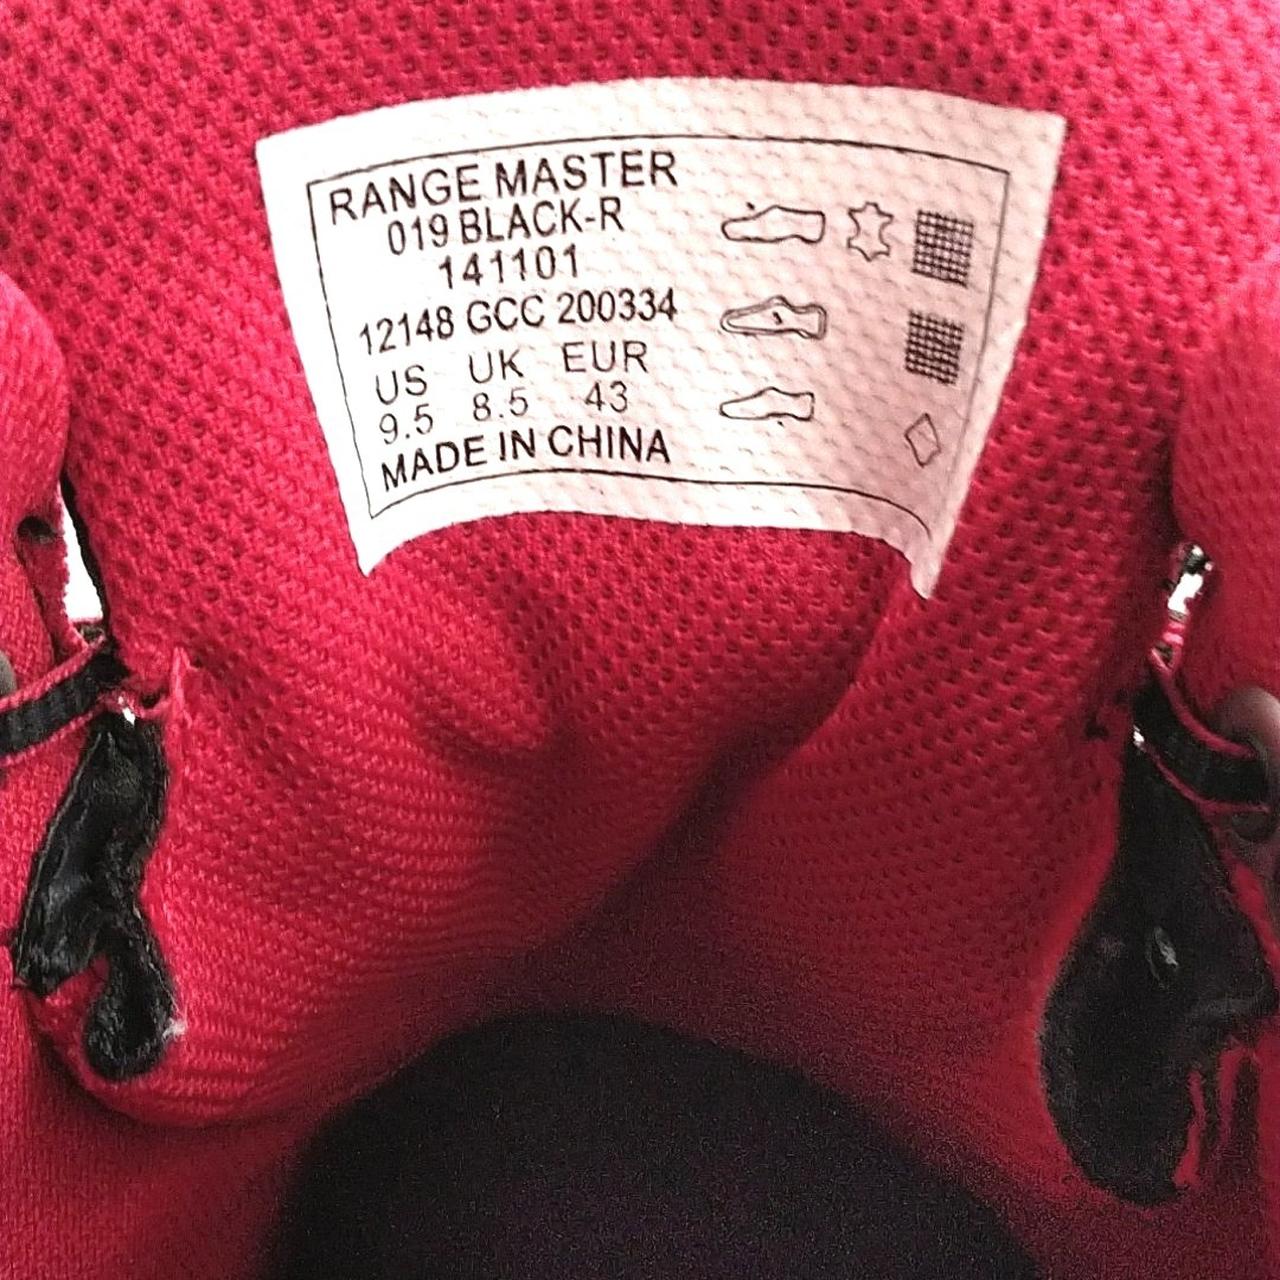 RANGE MASTER
019 BLACK-R
141101
12148 GCC 200334
US UK EUR
9.5 8.5 43
MADE IN CHINA